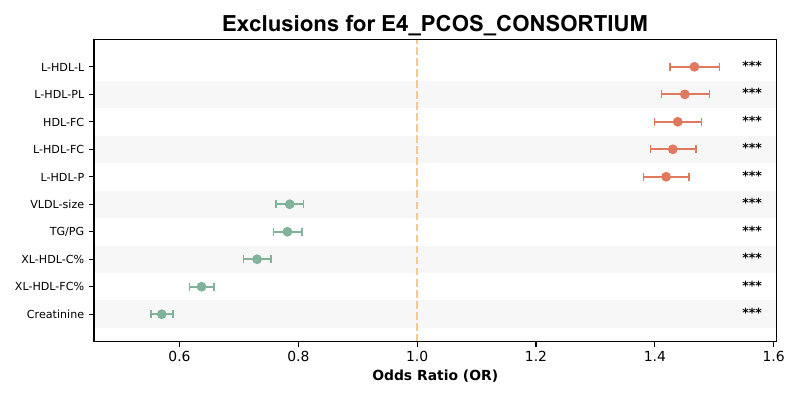 Exclusions for E4_PCOS_CONSORTIUM
L-HDL-L ***
L-HDL-PL ***
HDL-FC ***
L-HDL-FC ***
L-HDL-P ***
VLDL-size ***
TG/PG ***
XL-HDL-C% ***
XL-HDL-FC% ***
Creatinine ***
0.6 0.8 1.0 1.2 1.4 1.6
Odds Ratio (OR)